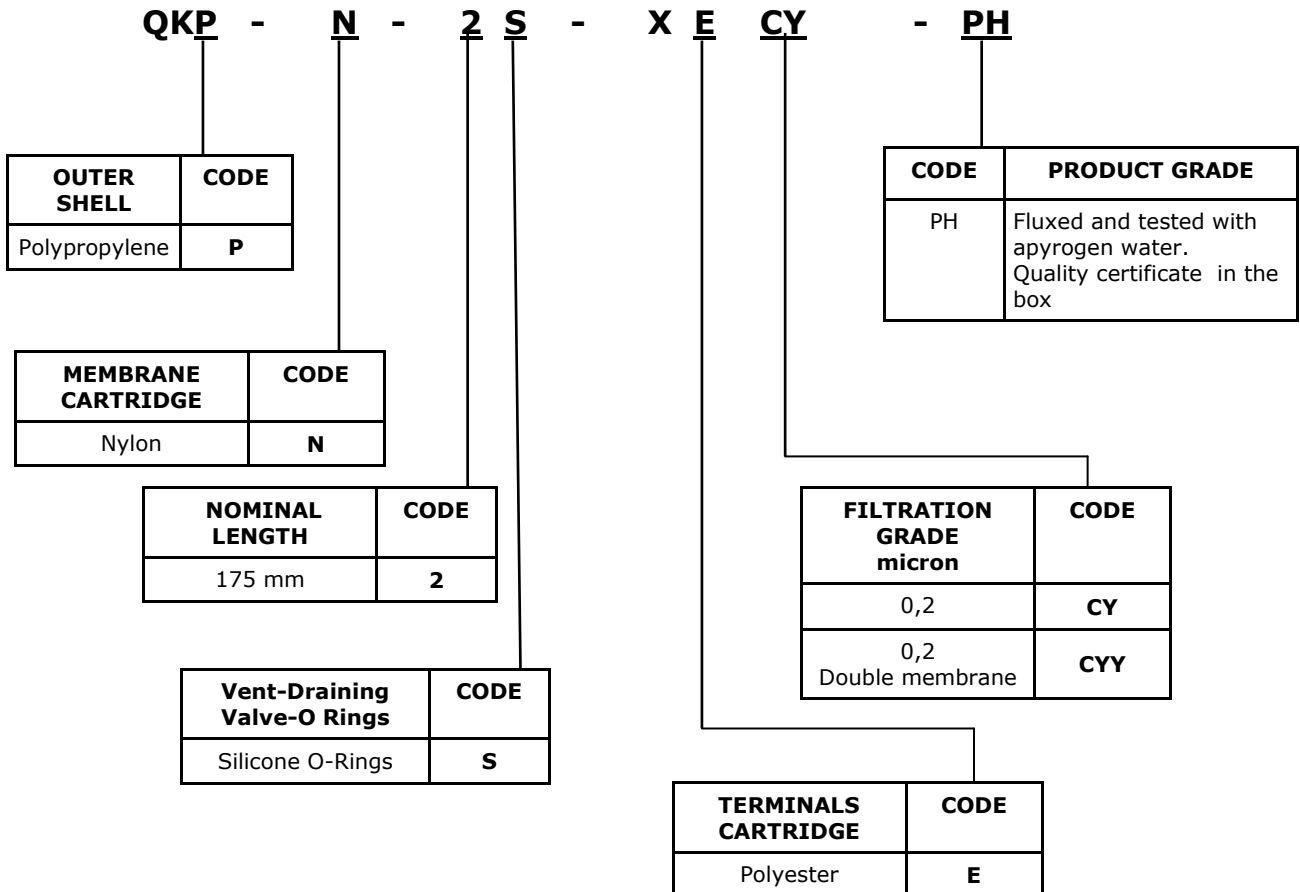 QKP - N - 2 S - X E CY - PH
OUTER SHELL CODE
Polypropylene P
CODE PRODUCT GRADE
PH Fluxed and tested with
apyrogen water.
Quality certificate in the
box
MEMBRANE CARTRIDGE CODE
Nylon N
NOMINAL LENGTH CODE
175 mm 2
FILTRATION GRADE micron CODE
0,2 CY
0,2
Double membrane CYY
Vent-Draining
Valve-O Rings CODE
Silicone O-Rings S
TERMINALS CARTRIDGE CODE
Polyester E